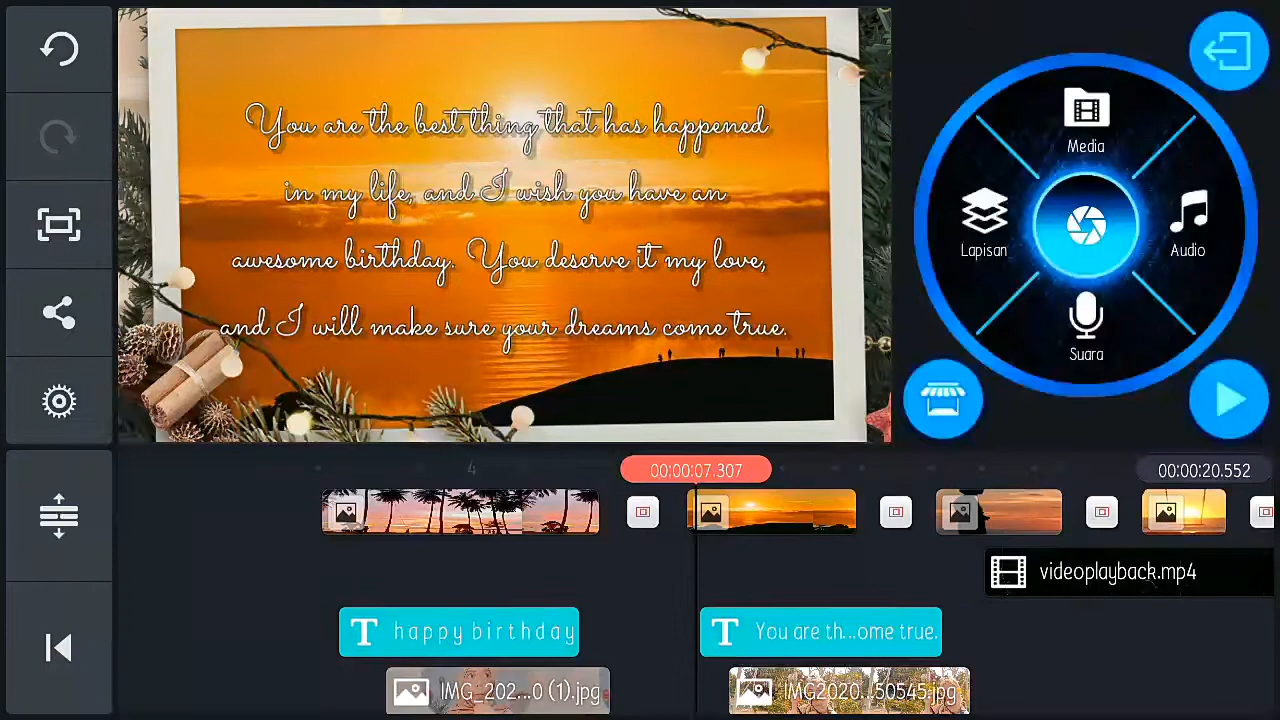 You are the best thing that has happened
in my life, and I wish you have an
awesome birthday. You deserve it my love,
and I will make sure your dreams come true.
Media
Lapisan
Audio
Suara
4
00:00:07.307
00:00:20.552
videoplayback.mp4
T happy birthday
T You are th...ome true.
IMG_202...0 (1).jpg
IMG2020...50545.jpg